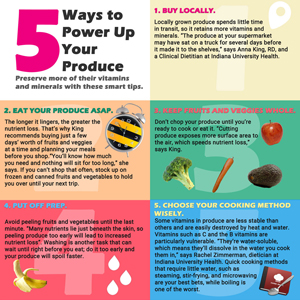 5 Ways to
Power Up
Your
Produce
Preserve more of their vitamins
and minerals with these smart tips.
1. BUY LOCALLY.
Locally grown produce spends little time
in transit, so it retains more vitamins and
minerals. "The produce at your supermarket
may have sat on a truck for several days before
it made it to the shelves," says Anna King, RD, and
a Clinical Dietitian at Indiana University Health.
2. EAT YOUR PRODUCE ASAP.
The longer it lingers, the greater the
nutrient loss. That's why King
recommends buying just a few
days' worth of fruits and veggies
at a time and planning your meals
before you shop."You'll know how much
you need and nothing will sit for too long," she
says. If you can't shop that often, stock up on
frozen and canned fruits and vegetables to hold
you over until your next trip.
3. KEEP FRUITS AND VEGGIES WHOLE.
Don't chop your produce until you're
ready to cook or eat it. "Cutting
produce exposes more surface area to
the air, which speeds nutrient loss,"
says King.
4. PUT OFF PREP.
Avoid peeling fruits and vegetables until the last
minute. "Many nutrients lie just beneath the skin, so
peeling produce too early will lead to increased
nutrient loss". Washing is another task that can
wait until right before you eat; do it too early and
your produce will spoil faster.
5. CHOOSE YOUR COOKING METHOD
WISELY.
Some vitamins in produce are less stable than
others and are easily destroyed by heat and water.
Vitamins such as C and the B vitamins are
particularly vulnerable. "They're water-soluble,
which means they'll dissolve in the water you cook
them in," says Rachel Zimmerman, dietician at
Indiana University Health. Quick cooking methods
that require little water, such as
steaming, stir-frying, and microwaving
are your best bets, while boiling is
one of the worst.